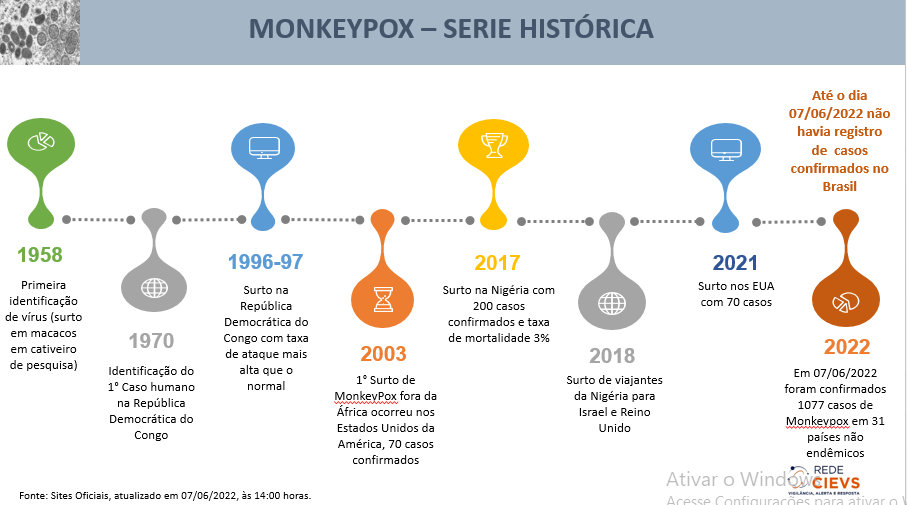 MONKEYPOX – SERIE HISTÓRICA
Até o dia
07/06/2022 não
havia registro
de casos
confirmados no
Brasil
1958
Primeira
identificação
de vírus (surto
em macacos
em cativeiro
de pesquisa)
1970
Identificação do
1° Caso humano
na República
Democrática do
Congo
1996-97
Surto na
República
Democrática do
Congo com taxa
de ataque mais
alta que o
normal
2003
1° Surto de
MonkeyPox fora da
África ocorreu nos
Estados Unidos da
América, 70 casos
confirmados
2017
Surto na Nigéria com
200 casos
confirmados e taxa
de mortalidade 3%
2018
Surto de viajantes
da Nigéria para
Israel e Reino
Unido
2021
Surto nos EUA
com 70 casos
2022
Em 07/06/2022
foram confirmados
1077 casos de
Monkeypox em 31
países não
endêmicos
REDE
CIEVS
VIGILÂNCIA, ALERTA E RESPOSTA
Ativar o Windows
Acesse Configurações para ativar o
Fonte: Sites Oficiais, atualizado em 07/06/2022, às 14:00 horas.